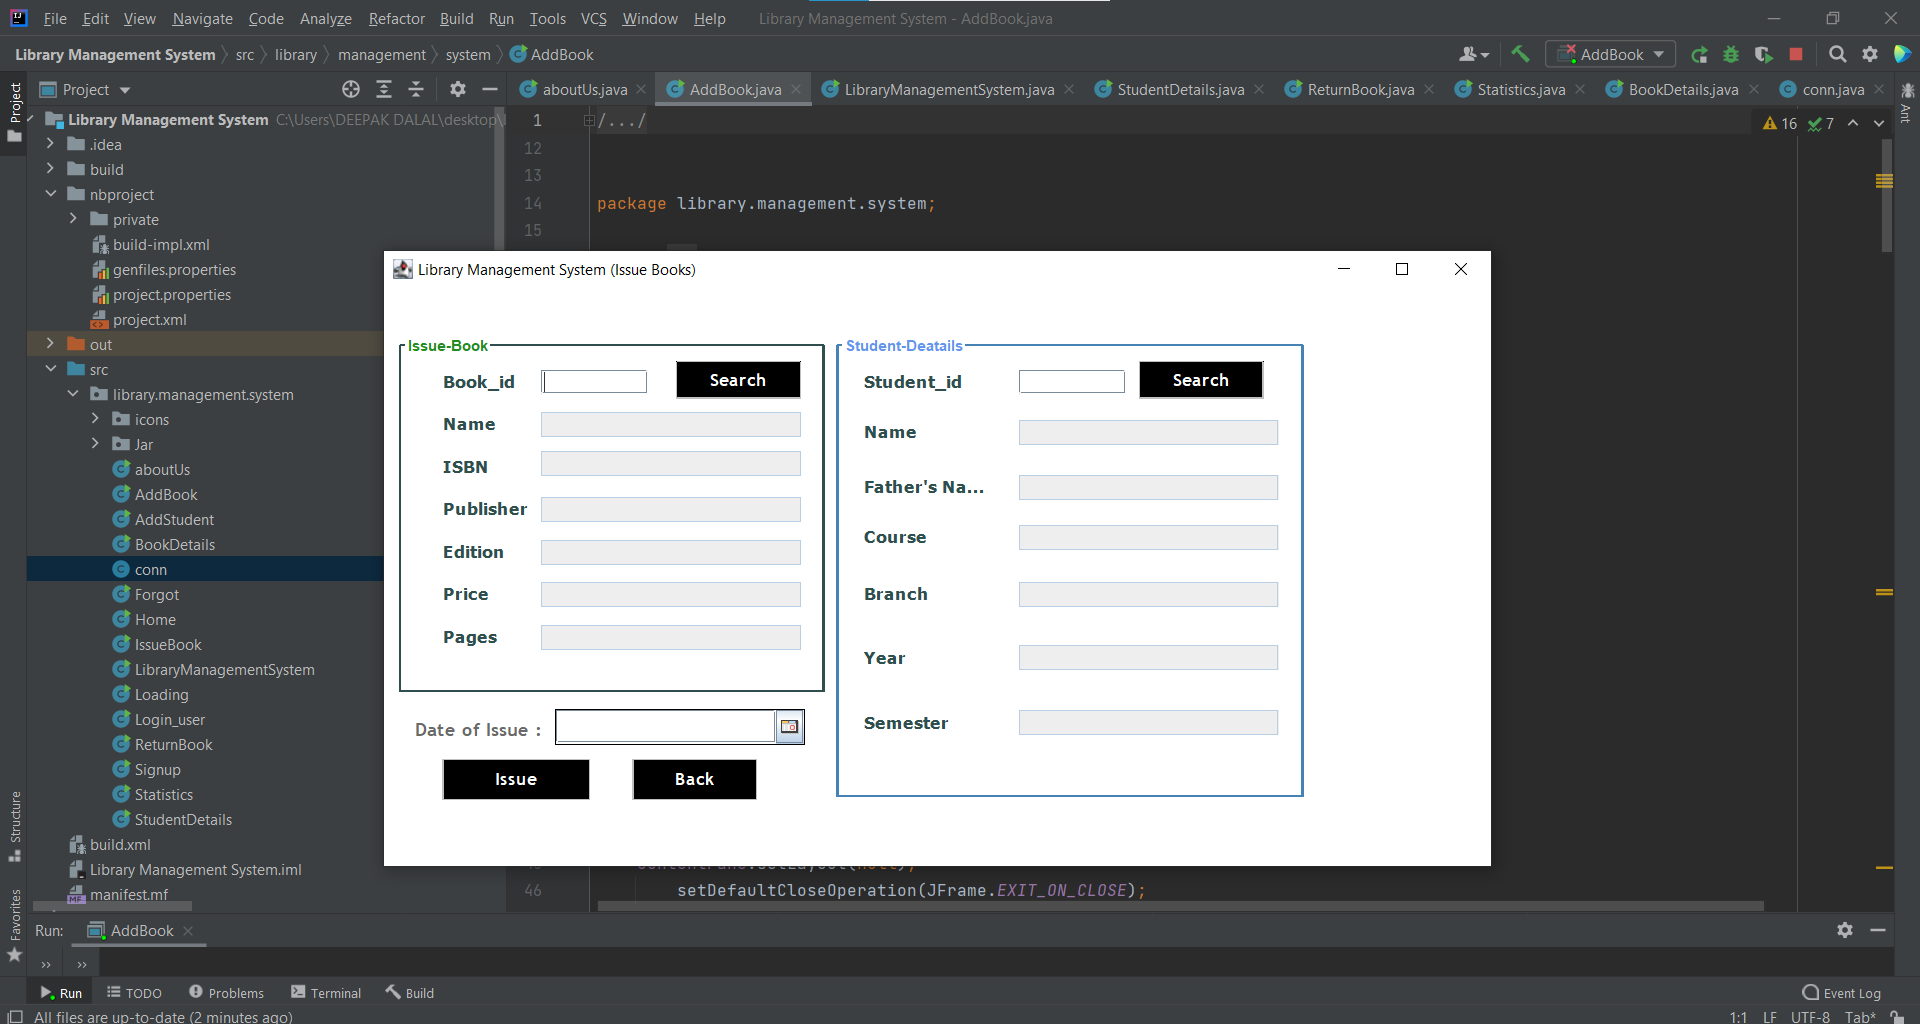 File Edit View Navigate Code Analyze Refactor Build Run Tools VCS Window Help Library Management System - AddBook.java
Library Management System src library management system AddBook AddBook
Project aboutUs.java AddBook.java LibraryManagementSystem.java StudentDetails.java ReturnBook.java Statistics.java BookDetails.java conn.java
Project
Ant
Library Management System C:\Users\DEEPAK DALAL\desktop\
.idea
build
nbproject
private
build-impl.xml
genfiles.properties
project.properties
project.xml
out
src
library.management.system
icons
Jar
aboutUs
AddBook
AddStudent
BookDetails
conn
Forgot
Home
IssueBook
LibraryManagementSystem
Loading
Login_user
ReturnBook
Signup
Statistics
StudentDetails
build.xml
Library Management System.iml
manifest.mf
Structure
Favorites
1 /.../
16 7
12
13
14 package library.management.system;
15
Library Management System (Issue Books)
Issue-Book
Book_id Search
Name
ISBN
Publisher
Edition
Price
Pages
Date of Issue :
Issue Back
Student-Deatails
Student_id Search
Name
Father's Na...
Course
Branch
Year
Semester
46 setDefaultCloseOperation(JFrame.EXIT_ON_CLOSE);
Run: AddBook
Run TODO Problems Terminal Build Event Log
All files are up-to-date (2 minutes ago) 1:1 LF UTF-8 Tab*